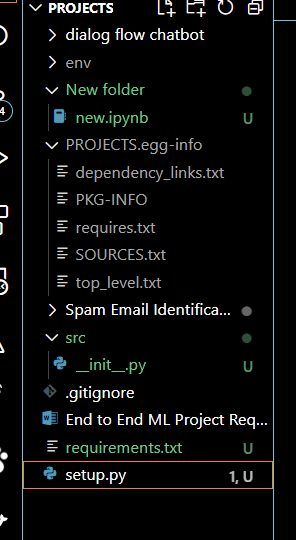 PROJECTS
dialog flow chatbot
env
New folder
new.ipynb U
PROJECTS.egg-info
dependency_links.txt
PKG-INFO
requires.txt
SOURCES.txt
top_level.txt
Spam Email Identifica...
src
__init__.py U
.gitignore
End to End ML Project Req...
requirements.txt U
setup.py 1, U